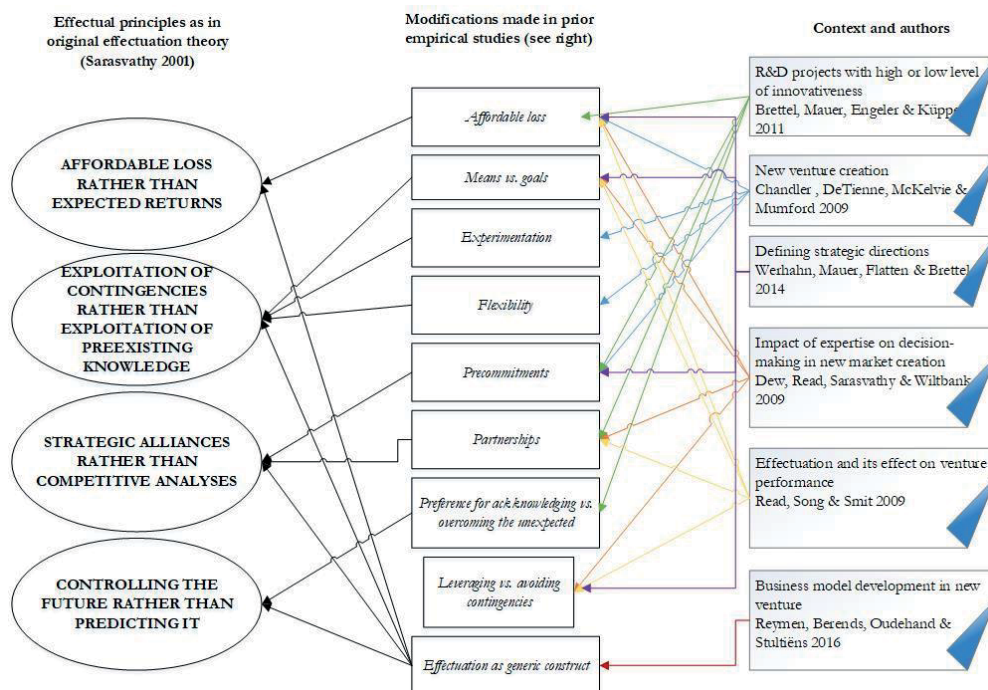 Effectual principles as in
original effectuation theory
(Sarasvathy 2001)
Modifications made in prior
empirical studies (see right)
Context and authors
AFFORDABLE LOSS
RATHER THAN
EXPECTED RETURNS
EXPLOITATION OF
CONTINGENCIES
RATHER THAN
EXPLOITATION OF
PREEXISTING
KNOWLEDGE
STRATEGIC ALLIANCES
RATHER THAN
COMPETITIVE ANALYSES
CONTROLLING THE
FUTURE RATHER THAN
PREDICTING IT
Affordable loss
Means vs. goals
Experimentation
Flexibility
Precommitments
Partnerships
Preference for acknowledging vs.
overcoming the unexpected
Leveraging vs. avoiding
contingencies
Effectuation as generic construct
R&D projects with high or low level
of innovativeness
Brettel, Mauer, Engeler & Küppe
2011
New venture creation
Chandler , DeTienne, McKelvie &
Mumford 2009
Defining strategic directions
Werhahn, Mauer, Flatten & Brettel
2014
Impact of expertise on decision-
making in new market creation
Dew, Read, Sarasvathy & Wiltbank
2009
Effectuation and its effect on venture
performance
Read, Song & Smit 2009
Business model development in new
venture
Reymen, Berends, Oudehand &
Stultiëns 2016